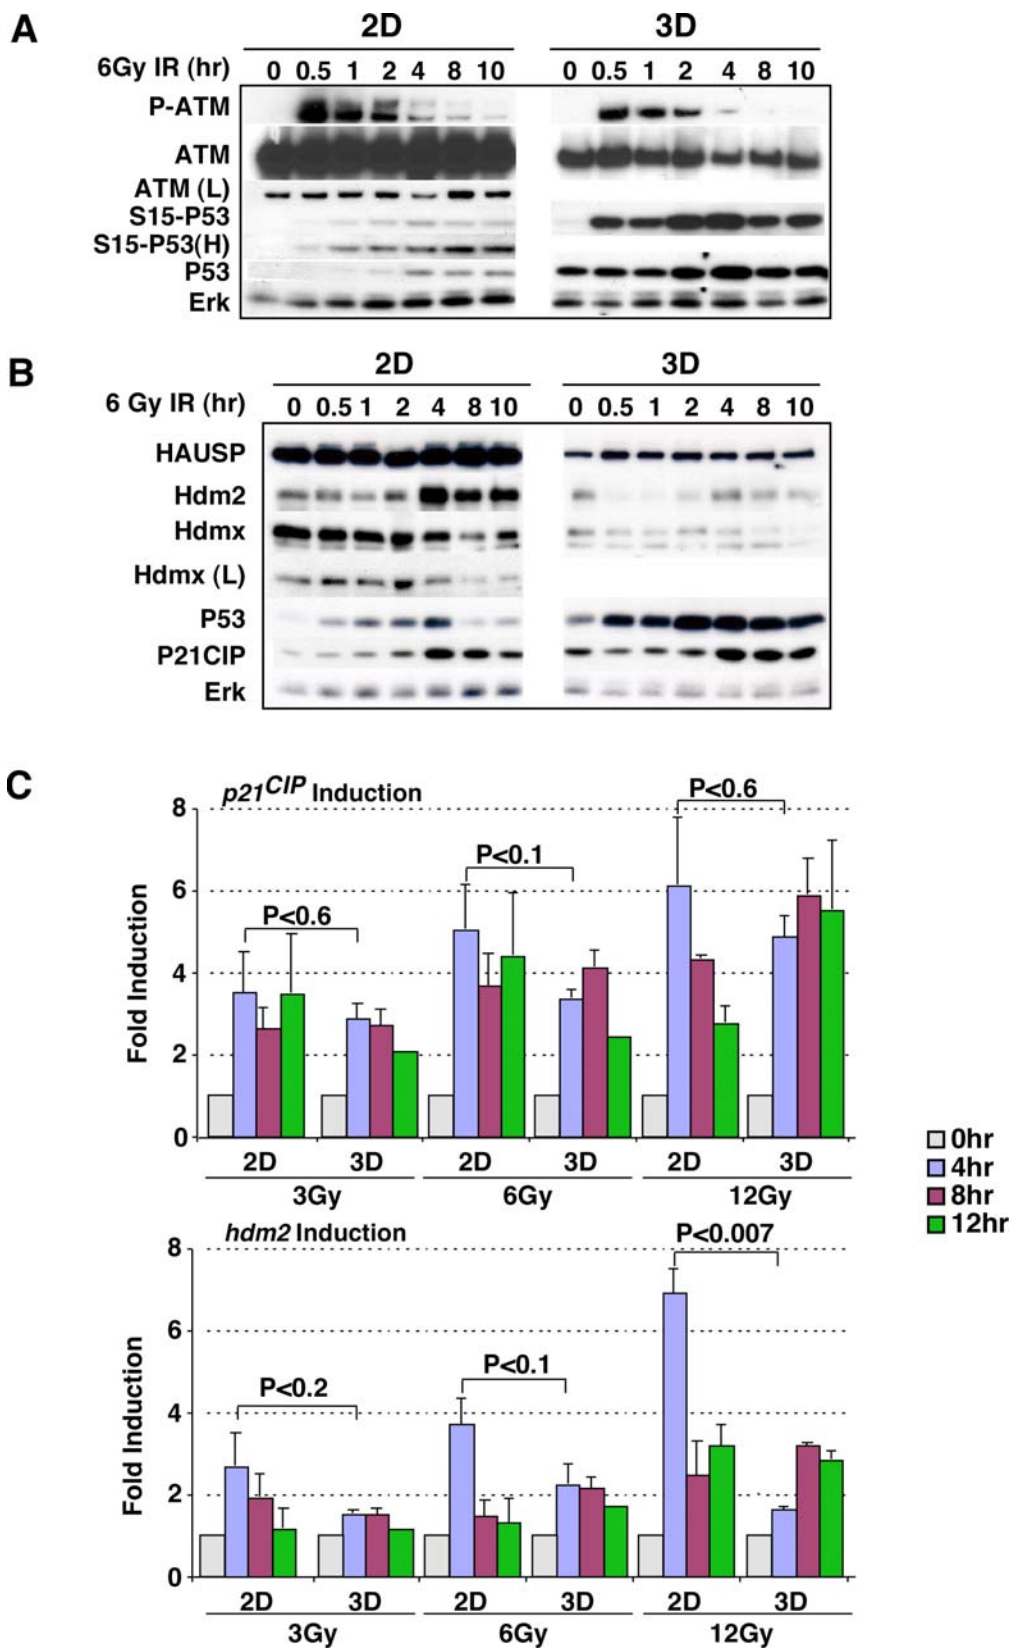 A
2D 3D
6Gy IR (hr) 0 0.5 1 2 4 8 10 0 0.5 1 2 4 8 10
P-ATM
ATM
ATM (L)
S15-P53
S15-P53(H)
P53
Erk
B
2D 3D
6 Gy IR (hr) 0 0.5 1 2 4 8 10 0 0.5 1 2 4 8 10
HAUSP
Hdm2
Hdmx
Hdmx (L)
P53
P21CIP
Erk
C
p21CIP Induction
Fold Induction
8
6
4
2
0
P<0.6
P<0.1
P<0.6
2D 3D 2D 3D 2D 3D
3Gy 6Gy 12Gy
0hr
4hr
8hr
12hr
hdm2 Induction
Fold Induction
8
6
4
2
0
P<0.2
P<0.1
P<0.007
2D 3D 2D 3D 2D 3D
3Gy 6Gy 12Gy